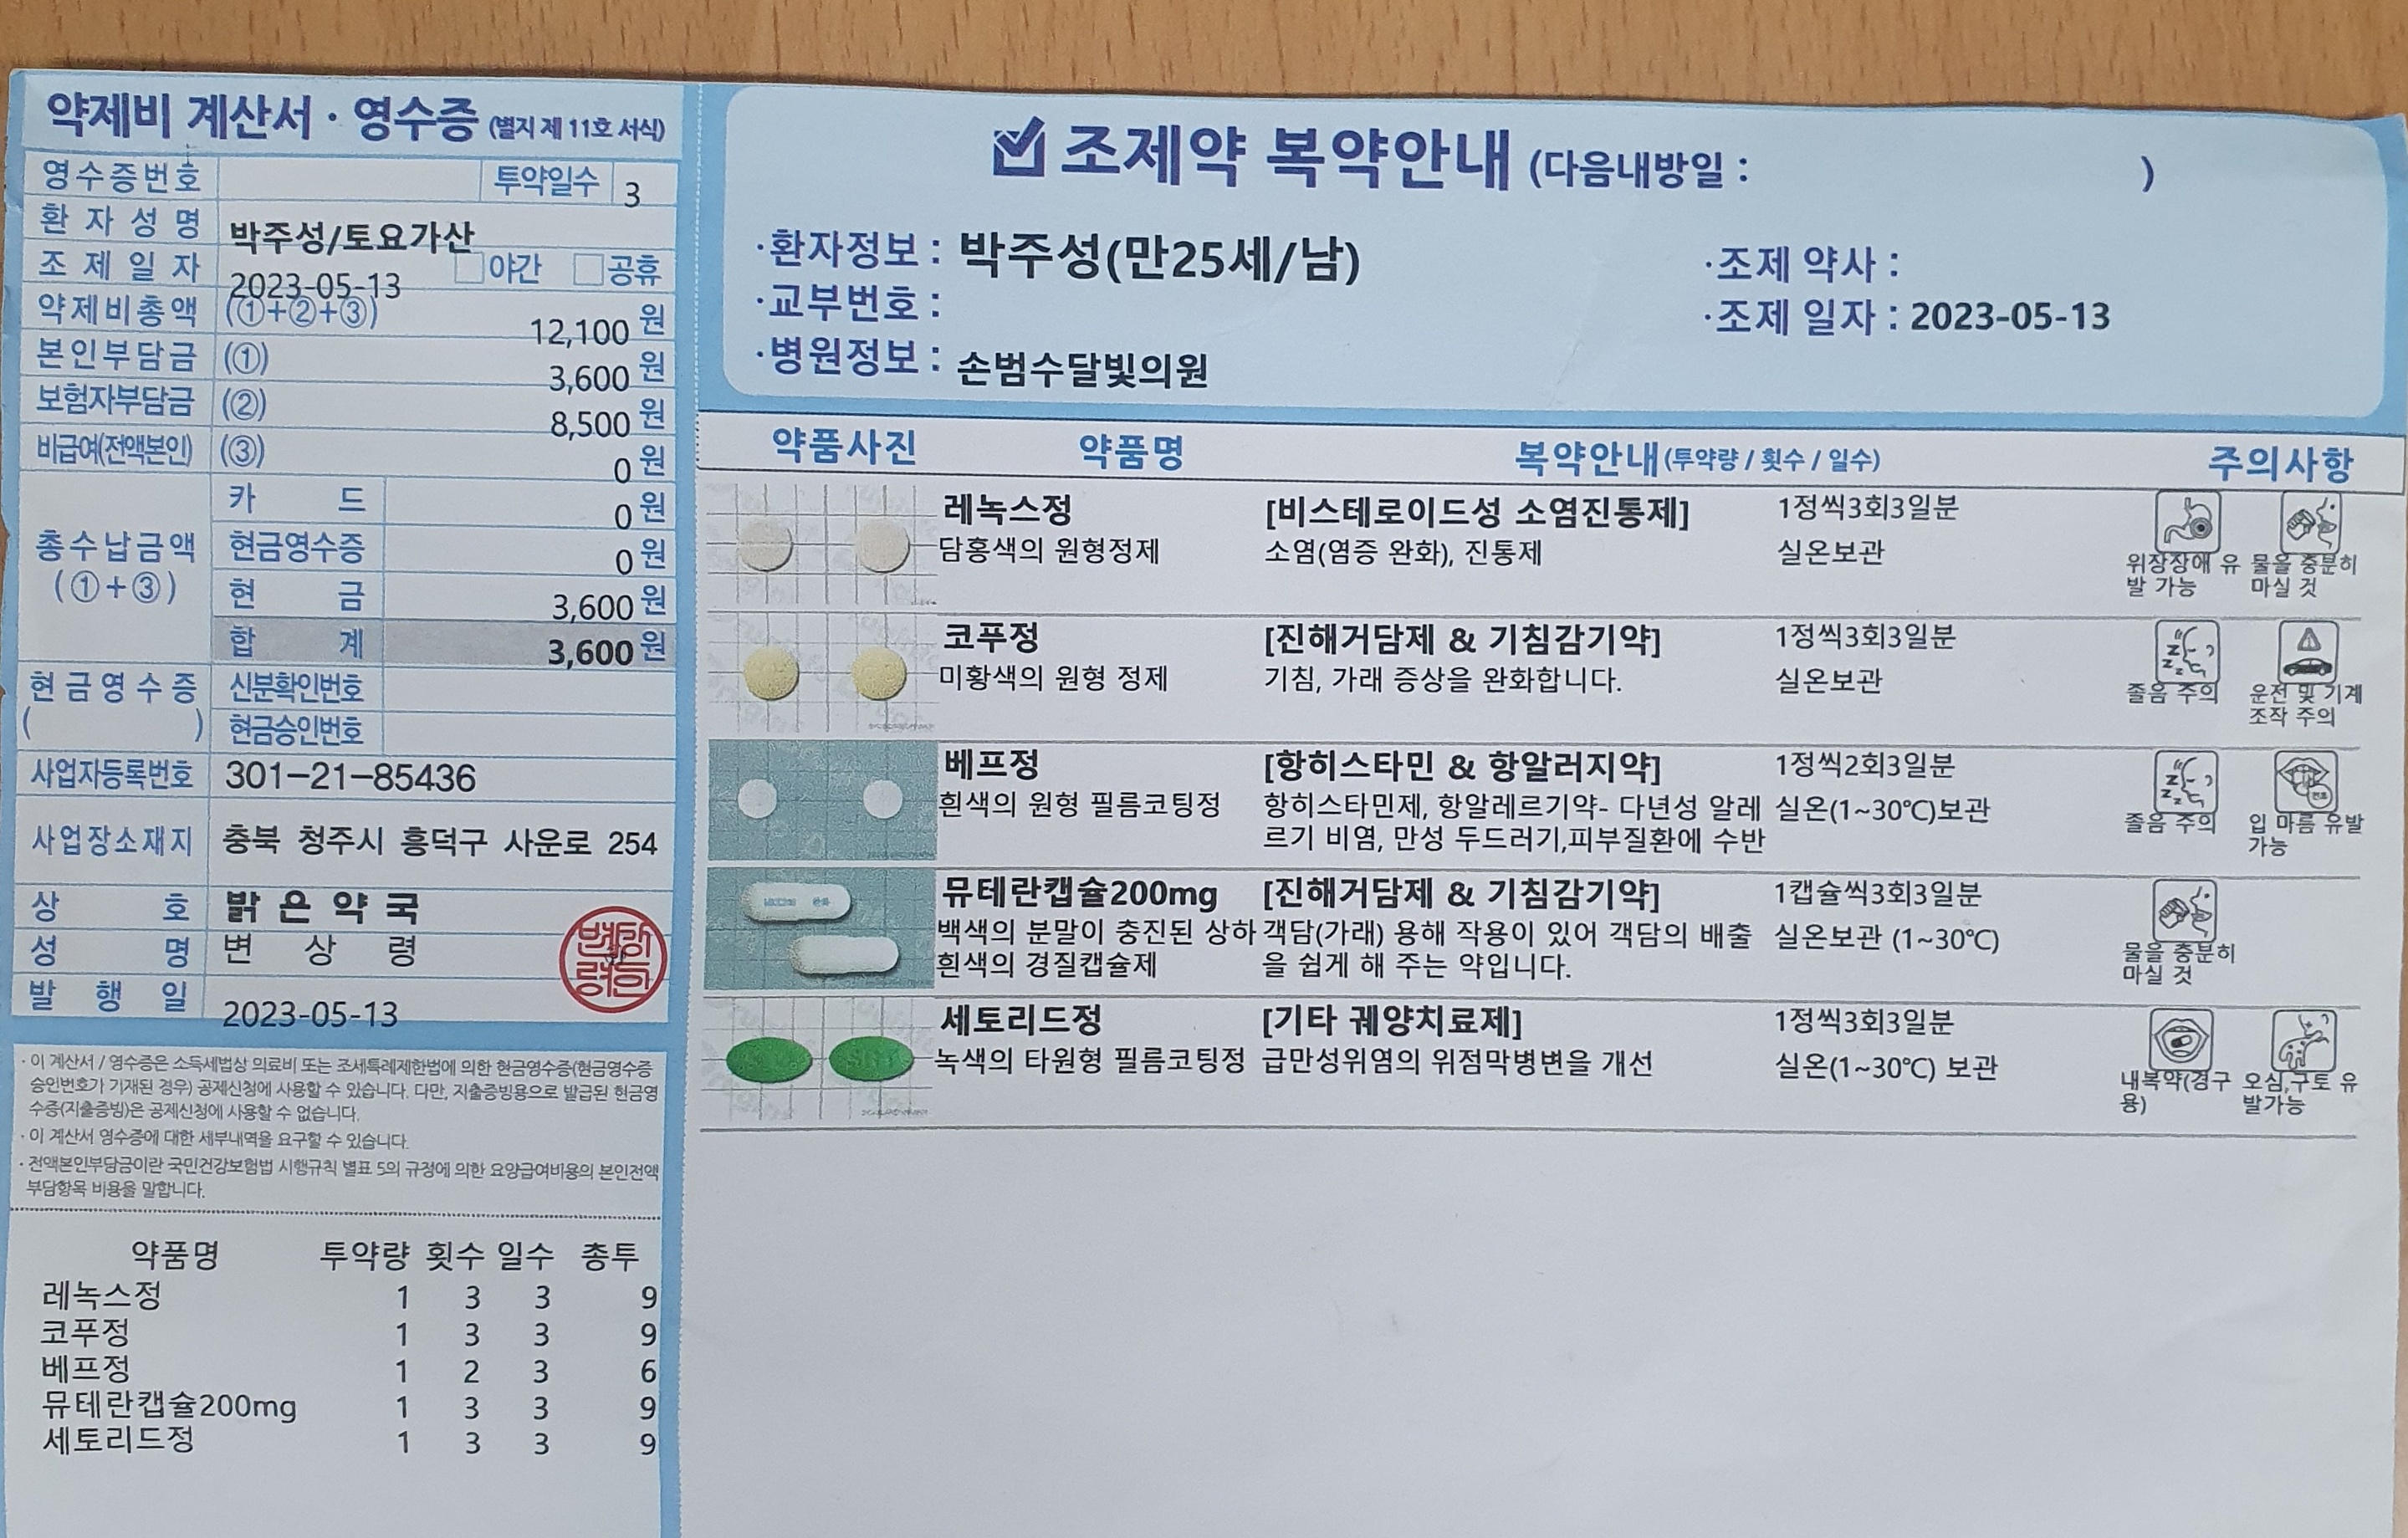 약제비 계산서 · 영수증 (별지 제 11호 서식)
영수증번호 투약일수 3
환자성명 박주성/토요가산
조제일자 2023-05-13 야간 공휴
약제비총액 (①+②+③) 12,100 원
본인부담금 (①) 3,600 원
보험자부담금 (②) 8,500 원
비급여(전액본인) (③) 0 원
총수납금액 (①+③)
카드 0 원
현금영수증 0 원
현금 3,600 원
합계 3,600 원
현금영수증 ( )
신분확인번호
현금승인번호
사업자등록번호 301-21-85436
사업장소재지 충북 청주시 흥덕구 사운로 254
상호 밝은약국
성명 변상령
발행일 2023-05-13
· 이 계산서 / 영수증은 소득세법상 의료비 또는 조세특례제한법에 의한 현금영수증(현금영수증
승인번호가 기재된 경우) 공제신청에 사용할 수 있습니다. 다만, 지출증빙용으로 발급된 현금영
수증(지출증빙)은 공제신청에 사용할 수 없습니다.
· 이 계산서 영수증에 대한 세부내역을 요구할 수 있습니다.
· 전액본인부담금이란 국민건강보험법 시행규칙 별표 5의 규정에 의한 요양급여비용의 본인전액
부담항목 비용을 말합니다.
약품명 투약량 횟수 일수 총투
레녹스정 1 3 3 9
코푸정 1 3 3 9
베프정 1 2 3 6
뮤테란캡슐200mg 1 3 3 9
세토리드정 1 3 3 9
조제약 복약안내 (다음내방일 : )
·환자정보 : 박주성(만25세/남)
·교부번호 :
·병원정보 : 손범수달빛의원
·조제 약사 :
·조제 일자 : 2023-05-13
약품사진 약품명 복약안내(투약량 / 횟수 / 일수) 주의사항
레녹스정 [비스테로이드성 소염진통제] 1정씩3회3일분
담홍색의 원형정제 소염(염증 완화), 진통제 실온보관
위장장애 유 물을 충분히
발 가능 마실 것
코푸정 [진해거담제 & 기침감기약] 1정씩3회3일분
미황색의 원형 정제 기침, 가래 증상을 완화합니다. 실온보관
졸음 주의 운전 및 기계
조작 주의
베프정 [항히스타민 & 항알러지약] 1정씩2회3일분
흰색의 원형 필름코팅정 항히스타민제, 항알레르기약- 다년성 알레 실온(1~30℃)보관
르기 비염, 만성 두드러기,피부질환에 수반
졸음 주의 입 마름 유발
가능
뮤테란캡슐200mg [진해거담제 & 기침감기약] 1캡슐씩3회3일분
백색의 분말이 충진된 상하 객담(가래) 용해 작용이 있어 객담의 배출 실온보관 (1~30℃)
흰색의 경질캡슐제 을 쉽게 해 주는 약입니다.
물을 충분히
마실 것
세토리드정 [기타 궤양치료제] 1정씩3회3일분
녹색의 타원형 필름코팅정 급만성위염의 위점막병변을 개선 실온(1~30℃) 보관
내복약(경구 오심,구토 유
용) 발가능